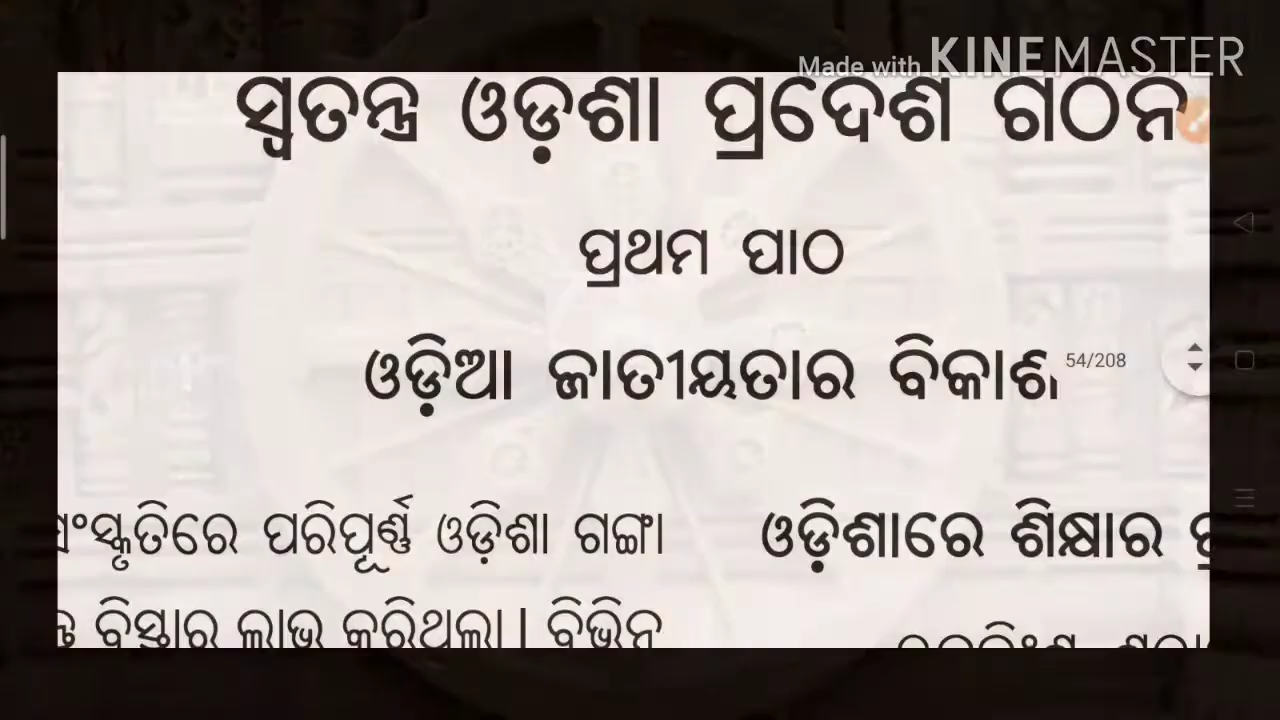 Made with KINEMASTER
ସ୍ୱତନ୍ତ୍ର ଓଡ଼ିଶା ପ୍ରଦେଶ ଗଠନ
ପ୍ରଥମ ପାଠ
ଓଡ଼ିଆ ଜାତୀୟତାର ବିକାଶ
54/208
ସଂସ୍କୃତିରେ ପରିପୂର୍ଣ୍ଣ ଓଡ଼ିଶା ଗଙ୍ଗା
ଓଡ଼ିଶାରେ ଶିକ୍ଷାର
ବିସ୍ତାର ଲାଭ କରିଥିଲା । ବିଭିନ୍ନ